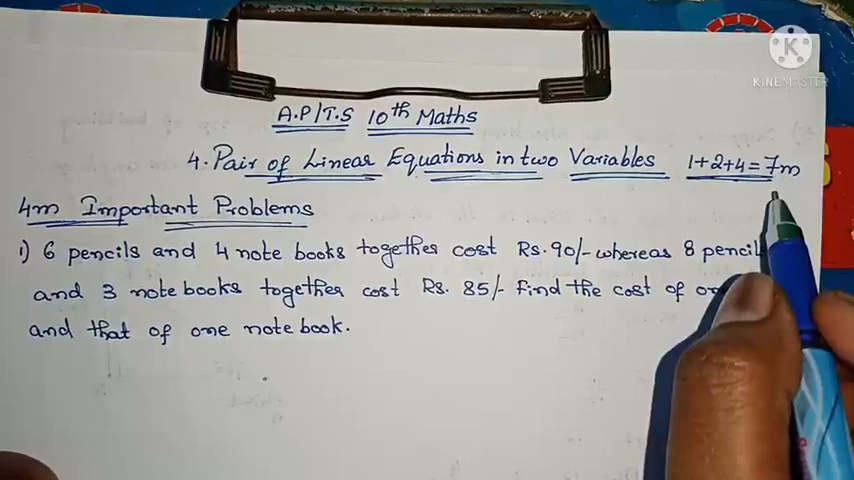 KINEMASTER
A.P/T.S 10th Maths
4. Pair of Linear Equations in two Variables 1+2+4=7m
4m Important Problems
1) 6 pencils and 4 note books together cost Rs. 90/- whereas 8 pencil
and 3 note books together cost Rs. 85/- Find the cost of
and that of one note book.